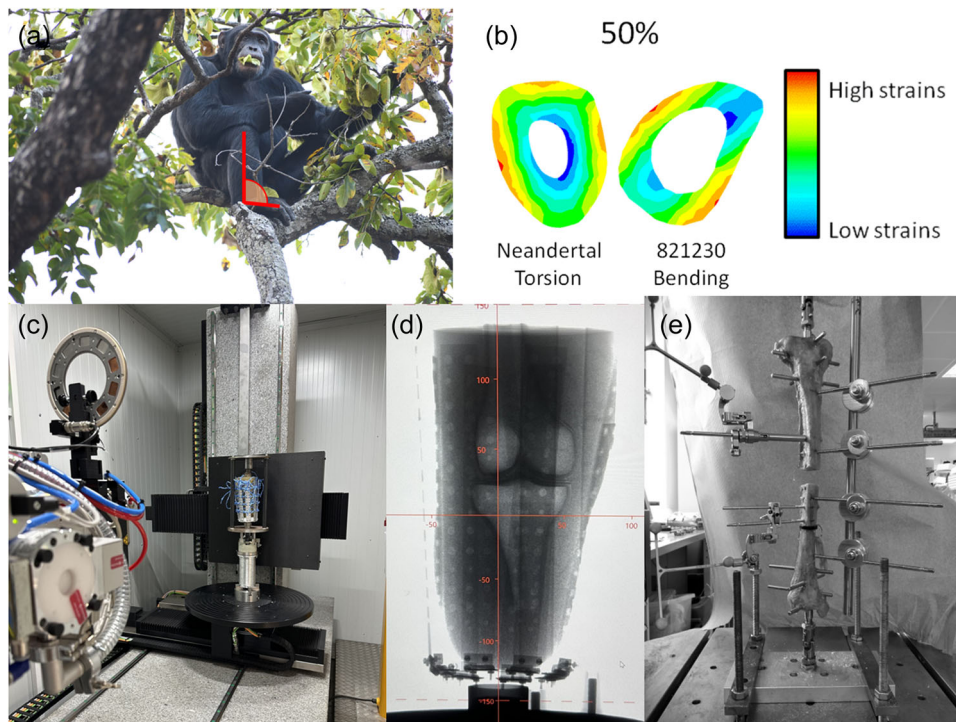 (a)
(b)
50%
High strains
Low strains
Neandertal
Torsion
821230
Bending
(c)
(d)
150
100
50
-50
100
-50
-100
-150
(e)